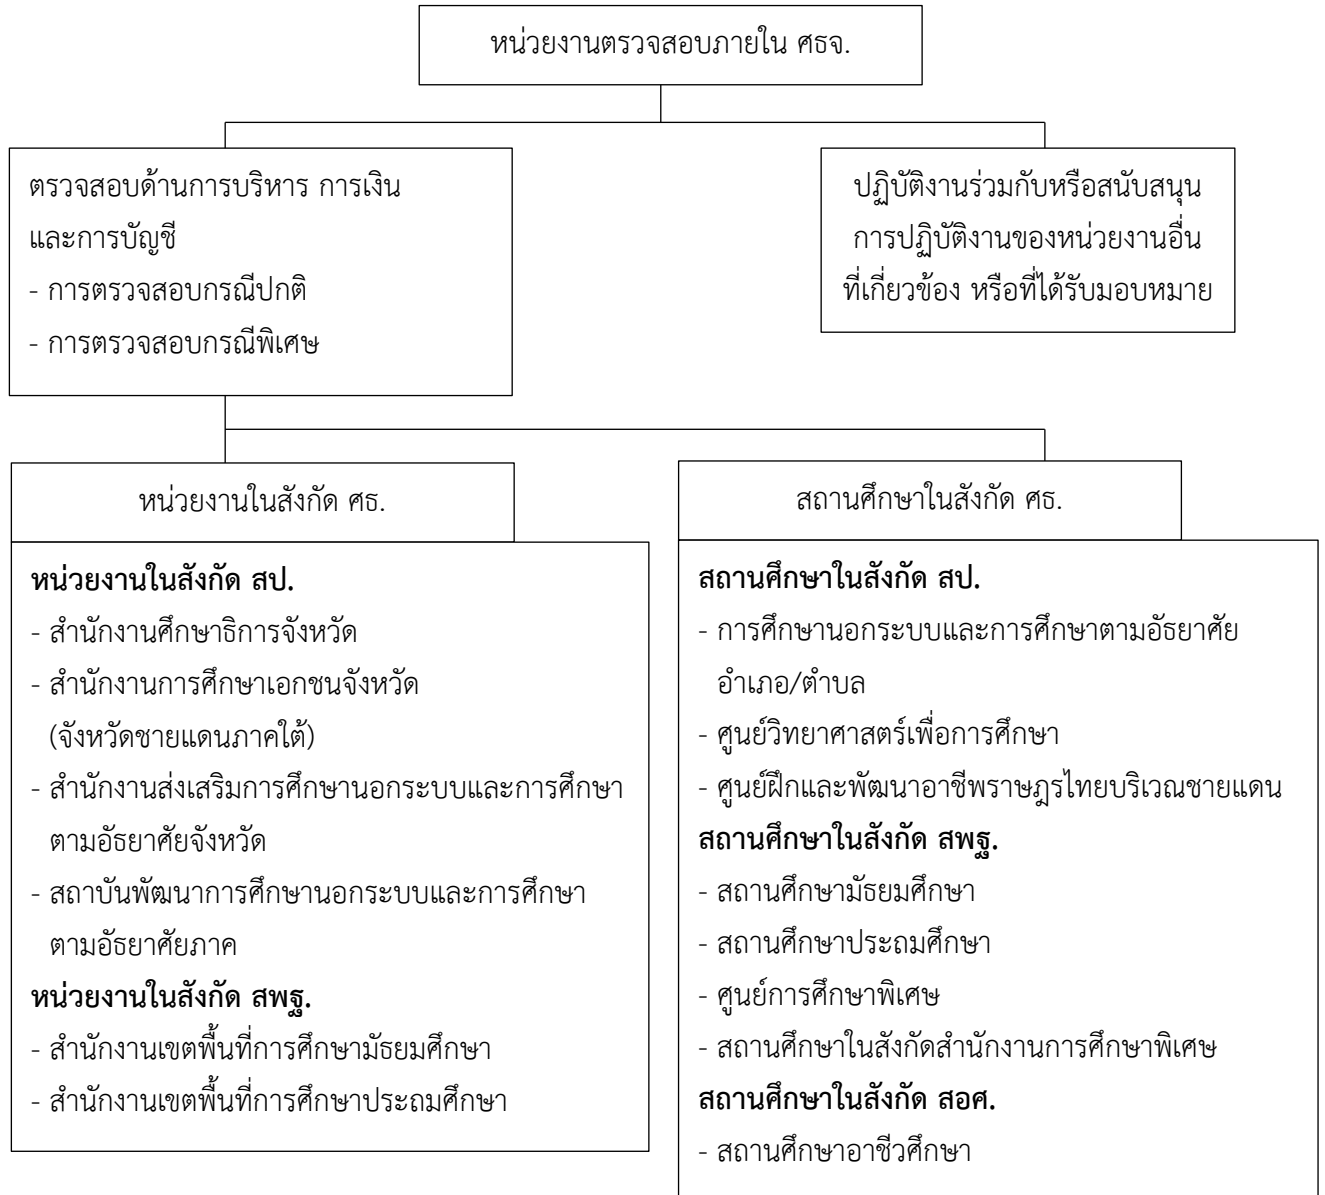 หน่วยงานตรวจสอบภายใน ศธจ.
ตรวจสอบด้านการบริหาร การเงิน
และการบัญชี
- การตรวจสอบกรณีปกติ
- การตรวจสอบกรณีพิเศษ
ปฏิบัติงานร่วมกับหรือสนับสนุน
การปฏิบัติงานของหน่วยงานอื่น
ที่เกี่ยวข้อง หรือที่ได้รับมอบหมาย
หน่วยงานในสังกัด ศธ.
หน่วยงานในสังกัด สป.
- สำนักงานศึกษาธิการจังหวัด
- สำนักงานการศึกษาเอกชนจังหวัด
(จังหวัดชายแดนภาคใต้)
- สำนักงานส่งเสริมการศึกษานอกระบบและการศึกษา
ตามอัธยาศัยจังหวัด
- สถาบันพัฒนาการศึกษานอกระบบและการศึกษา
ตามอัธยาศัยภาค
หน่วยงานในสังกัด สพฐ.
- สำนักงานเขตพื้นที่การศึกษามัธยมศึกษา
- สำนักงานเขตพื้นที่การศึกษาประถมศึกษา
สถานศึกษาในสังกัด ศธ.
สถานศึกษาในสังกัด สป.
- การศึกษานอกระบบและการศึกษาตามอัธยาศัย
อำเภอ/ตำบล
- ศูนย์วิทยาศาสตร์เพื่อการศึกษา
- ศูนย์ฝึกและพัฒนาอาชีพราษฎรไทยบริเวณชายแดน
สถานศึกษาในสังกัด สพฐ.
- สถานศึกษามัธยมศึกษา
- สถานศึกษาประถมศึกษา
- ศูนย์การศึกษาพิเศษ
- สถานศึกษาในสังกัดสำนักงานการศึกษาพิเศษ
สถานศึกษาในสังกัด สอศ.
- สถานศึกษาอาชีวศึกษา